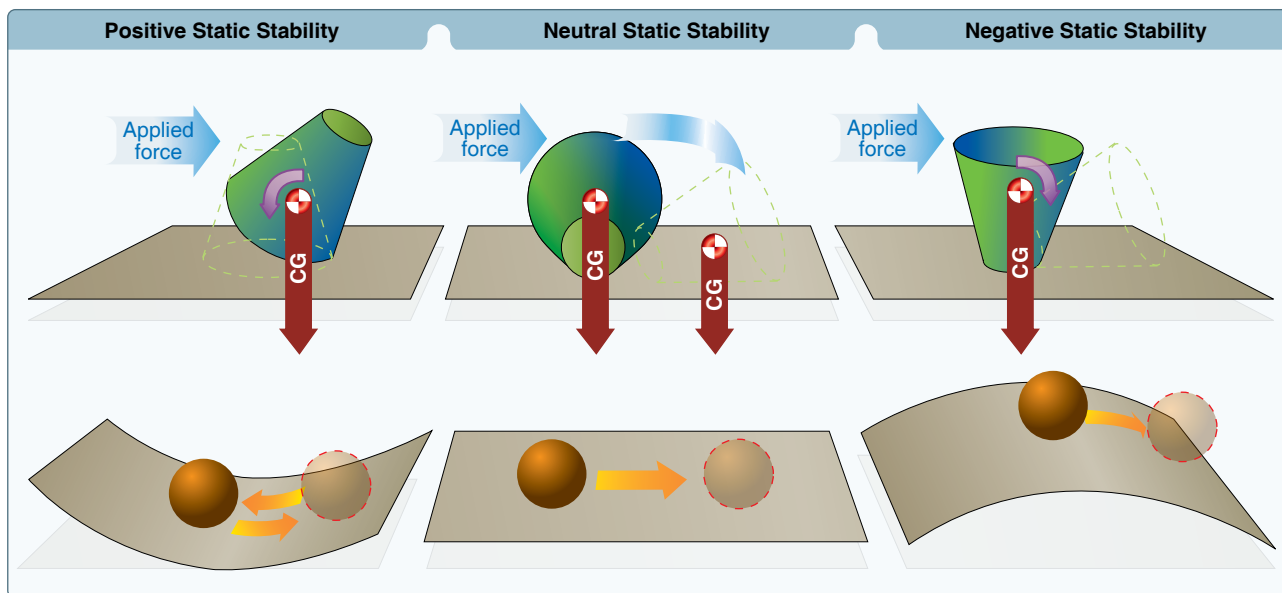 Positive Static Stability
Neutral Static Stability
Negative Static Stability
Applied
force
Applied
force
Applied
force
CG
CG
CG
CG